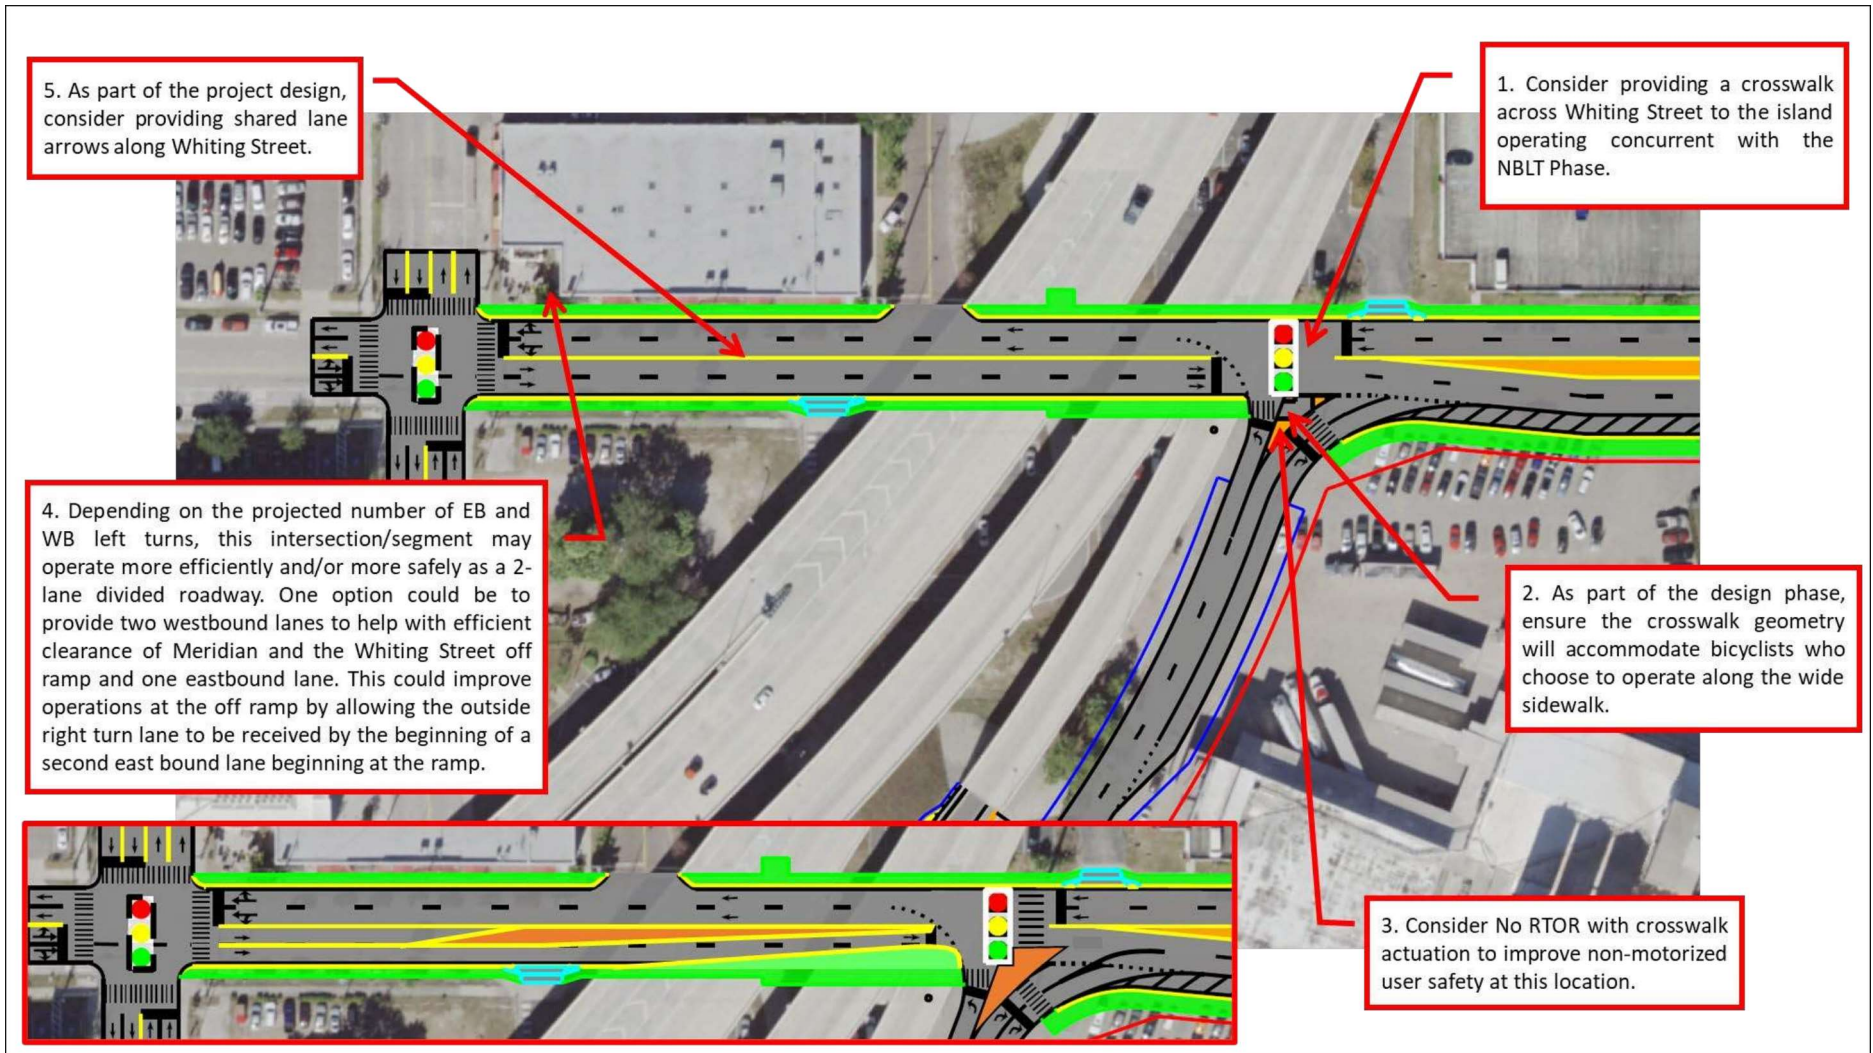 5. As part of the project design,
consider providing shared lane
arrows along Whiting Street.
1. Consider providing a crosswalk
across Whiting Street to the island
operating concurrent with the
NBLT Phase.
4. Depending on the projected number of EB and
WB left turns, this intersection/segment may
operate more efficiently and/or more safely as a 2-
lane divided roadway. One option could be to
provide two westbound lanes to help with efficient
clearance of Meridian and the Whiting Street off
ramp and one eastbound lane. This could improve
operations at the off ramp by allowing the outside
right turn lane to be received by the beginning of a
second east bound lane beginning at the ramp.
2. As part of the design phase,
ensure the crosswalk geometry
will accommodate bicyclists who
choose to operate along the wide
sidewalk.
3. Consider No RTOR with crosswalk
actuation to improve non-motorized
user safety at this location.